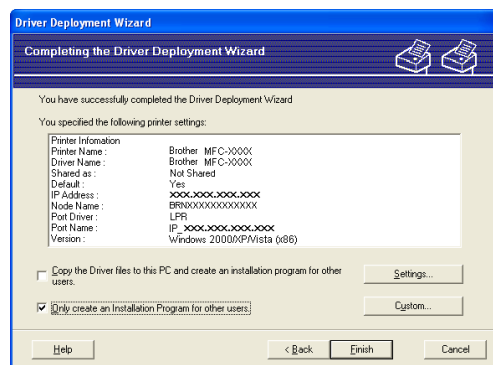 Driver Deployment Wizard
Completing the Driver Deployment Wizard
You have successfully completed the Driver Deployment Wizard
You specified the following printer settings:
Printer Infomation
Printer Name : Brother MFC-XXXX
Driver Name : Brother MFC-XXXX
Shared as : Not Shared
Default : Yes
IP Address : XXX.XXX.XXX.XXX
Node Name : BRNXXXXXXXXXXXX
Port Driver : LPR
Port Name : IP_XXX.XXX.XXX.XXX
Version : Windows 2000/XP/Vista (x86)
Copy the Driver files to this PC and create an installation program for other
users.
Settings...
Only create an Installation Program for other users.
Custom...
Help
< Back
Finish
Cancel